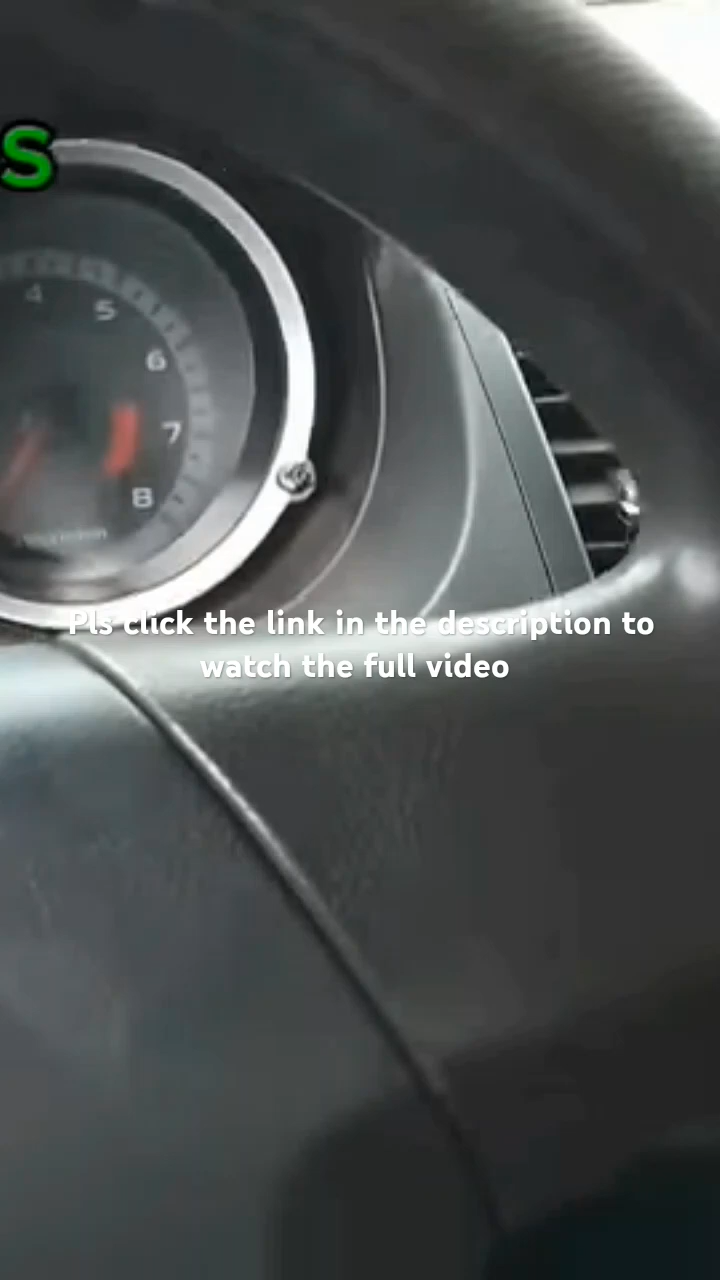 S
4
5
6
7
8
Pls click the link in the description to
watch the full video